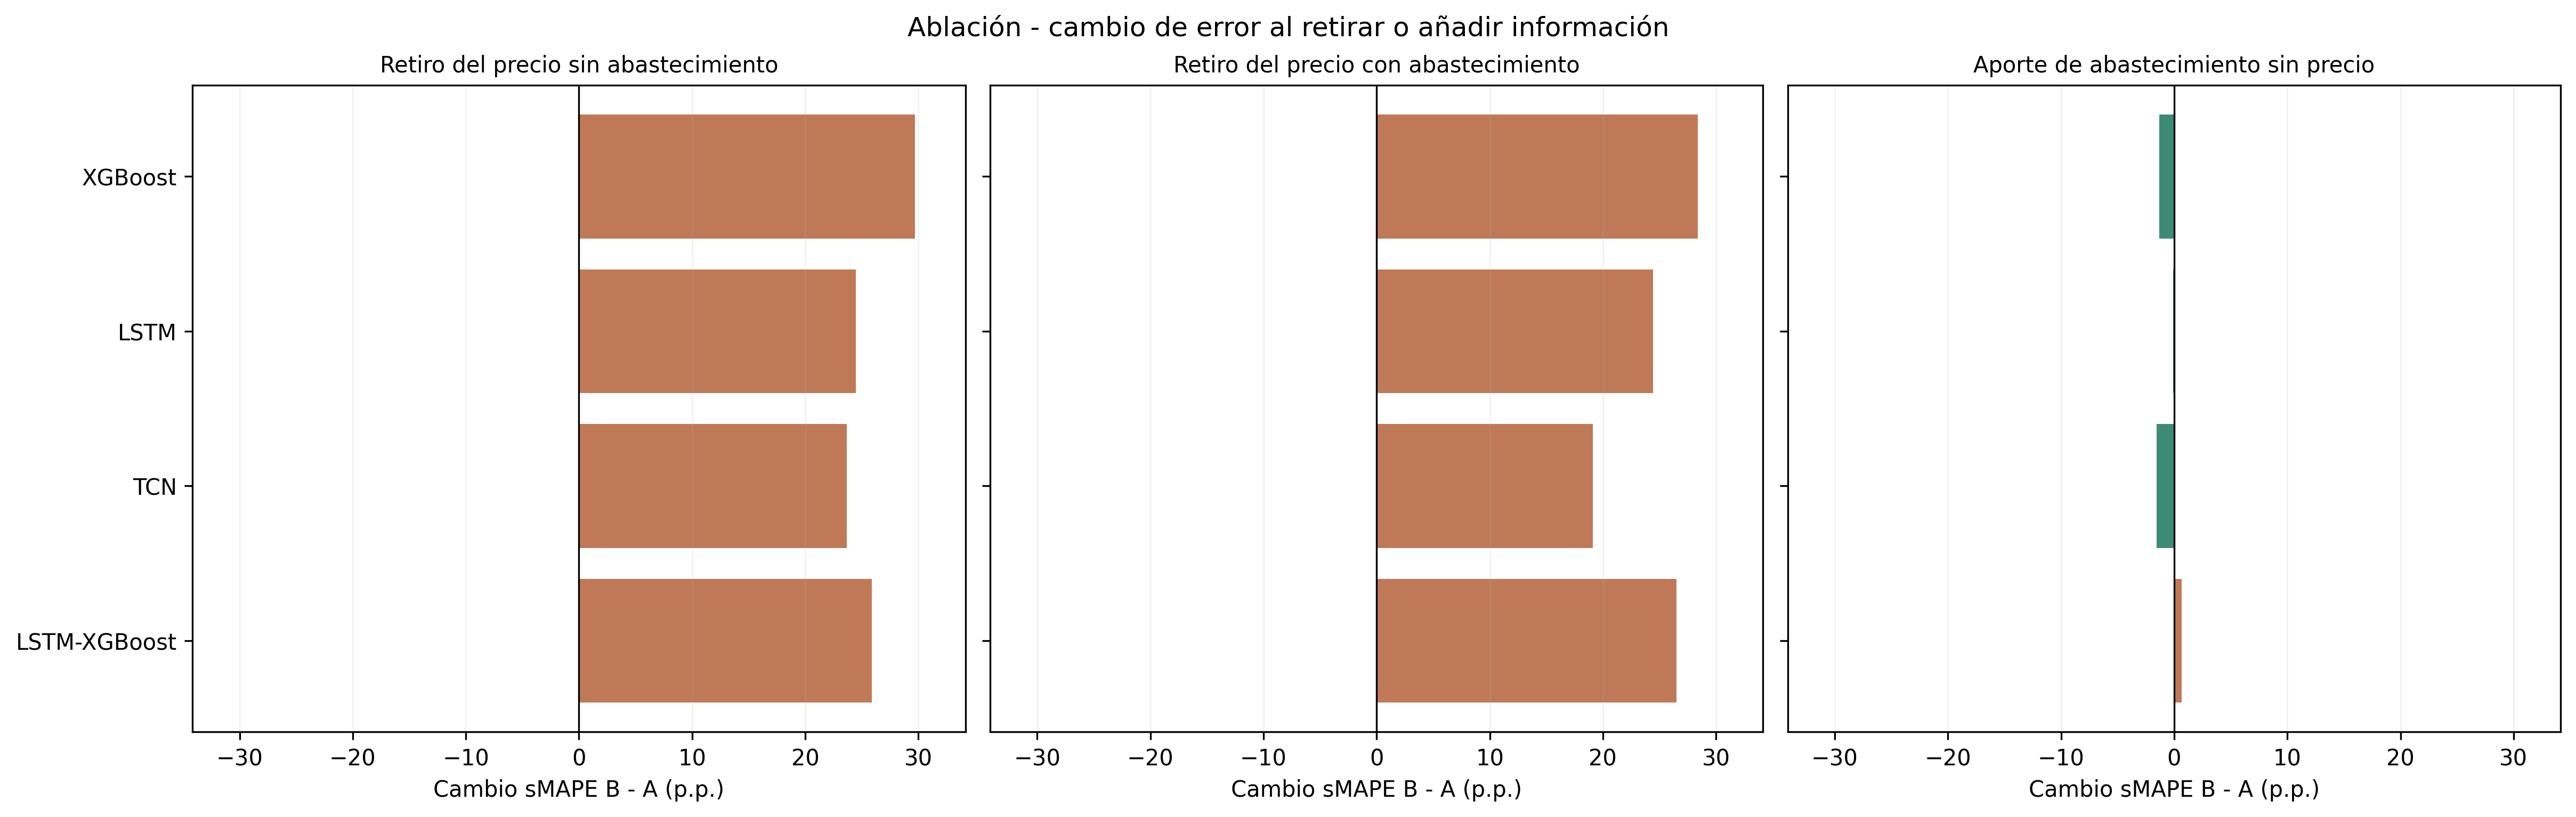 Ablación - cambio de error al retirar o añadir información
Retiro del precio sin abastecimiento
Retiro del precio con abastecimiento
Aporte de abastecimiento sin precio
XGBoost
LSTM
TCN
LSTM-XGBoost
−30 −20 −10 0 10 20 30
−30 −20 −10 0 10 20 30
−30 −20 −10 0 10 20 30
Cambio sMAPE B - A (p.p.)
Cambio sMAPE B - A (p.p.)
Cambio sMAPE B - A (p.p.)